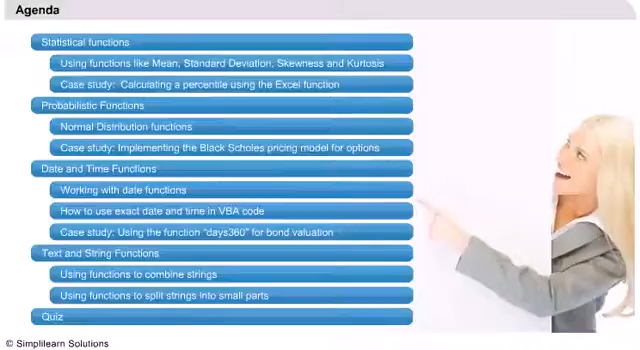 Agenda
Statistical functions
Using functions like Mean, Standard Deviation, Skewness and Kurtosis
Case study: Calculating a percentile using the Excel function
Probabilistic Functions
Normal Distribution functions
Case study: Implementing the Black Scholes pricing model for options
Date and Time Functions
Working with date functions
How to use exact date and time in VBA code
Case study: Using the function “days360” for bond valuation
Text and String Functions
Using functions to combine strings
Using functions to split strings into small parts
Quiz
© Simplilearn Solutions